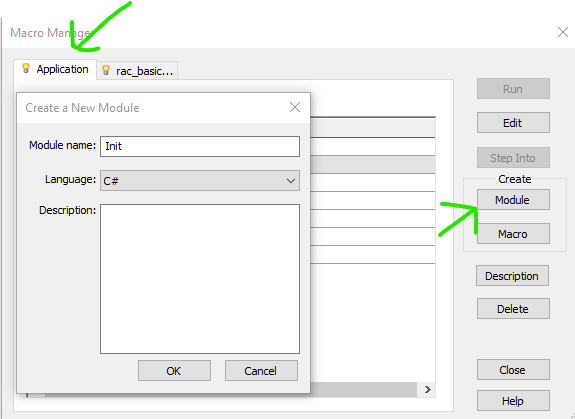 Macro Manager
Application
rac_basic...
Create a New Module
Module name:
Init
Language:
C#
Description:
OK
Cancel
Run
Edit
Step Into
Create
Module
Macro
Description
Delete
Close
Help